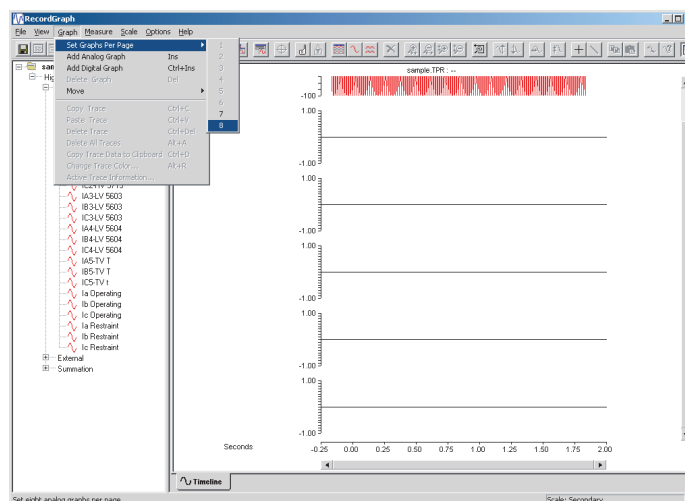 RecordGraph
File View Graph Measure Scale Options Help
Set Graphs Per Page
Add Analog Graph Ins
Add Digital Graph Ctrl+Ins
Delete Graph Del
Move
Copy Trace Ctrl+C
Paste Trace Ctrl+V
Delete Trace Ctrl+Del
Delete All Traces Alt+A
Copy Trace Data to Clipboard Ctrl+D
Change Trace Color... Alt+R
Active Trace Information...
1
2
3
4
5
6
7
8
IA3-LV 5603
IB3-LV 5603
IC3-LV 5603
IA4-LV 5604
IB4-LV 5604
IC4-LV 5604
IA5-TV T
IB5-TV T
IC5-TV t
Ia Operating
Ib Operating
Ic Operating
Ia Restraint
Ib Restraint
Ic Restraint
External
Summation
sample.TPR : --
-100
1.00
-1.00
1.00
-1.00
1.00
-1.00
1.00
-1.00
1.00
-1.00
Seconds
-0.25 0.00 0.25 0.50 0.75 1.00 1.25 1.50 1.75 2.00
Timeline
Set eight analog graphs per page
Scale: Secondary